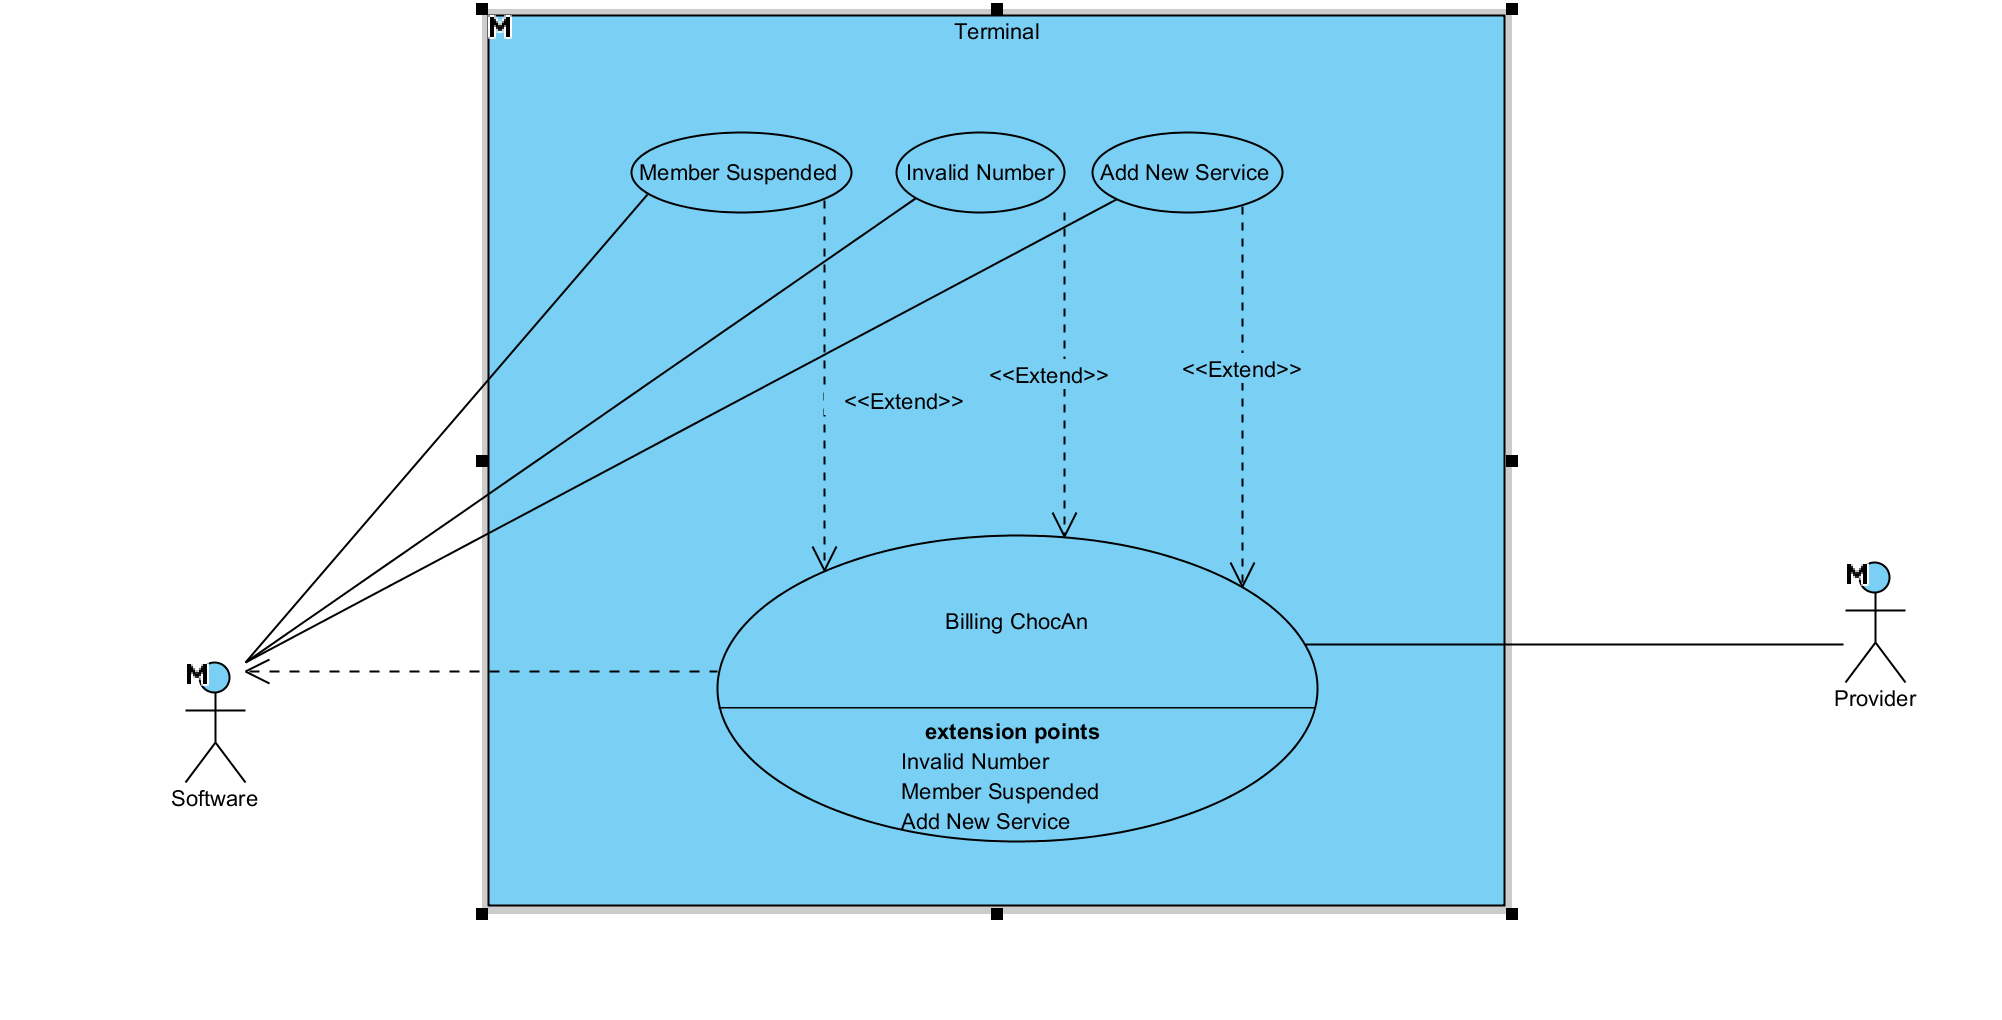 M
Terminal
Member Suspended
Invalid Number
Add New Service
<<Extend>>
<<Extend>>
<<Extend>>
Billing ChocAn
extension points
Invalid Number
Member Suspended
Add New Service
M
Software
M
Provider